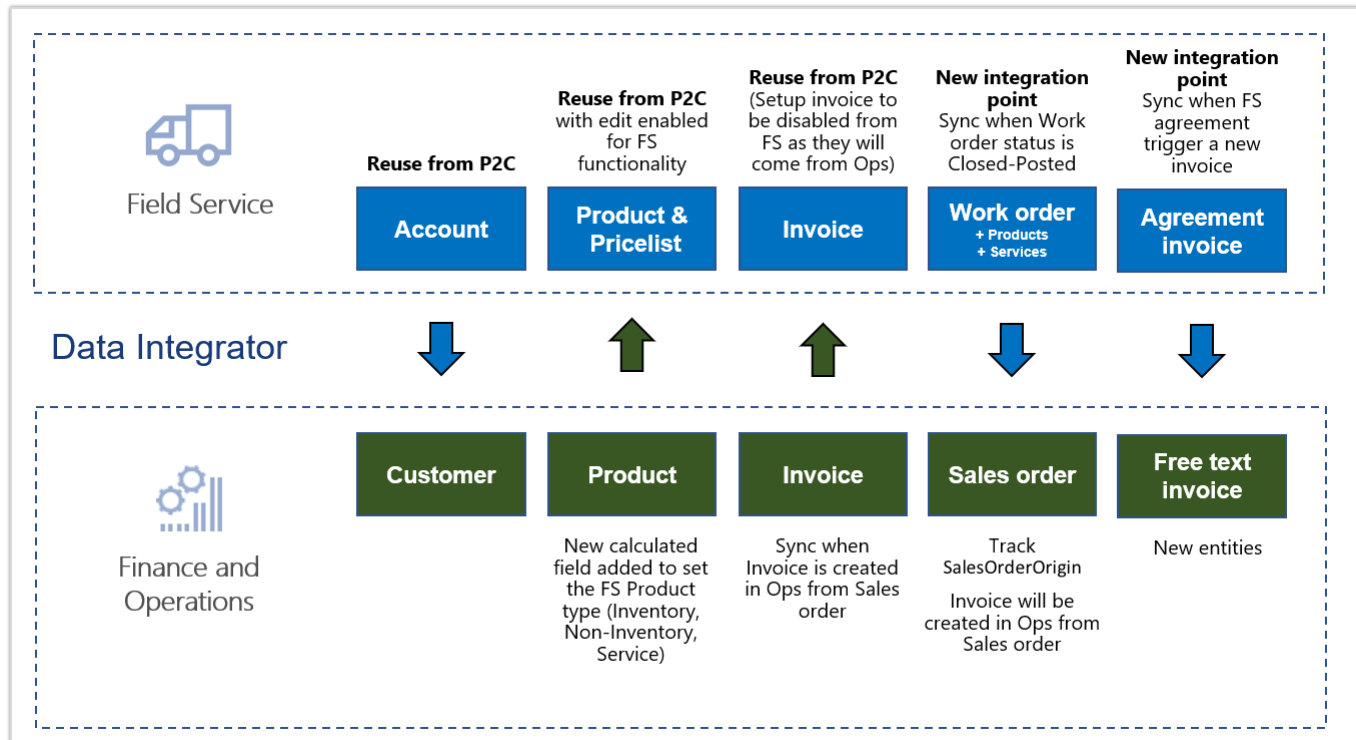 Field Service
Reuse from P2C
Account
Reuse from P2C
with edit enabled
for FS
functionality
Product &
Pricelist
Reuse from P2C
(Setup invoice to
be disabled from
FS as they will
come from Ops)
Invoice
New integration
point
Sync when Work
order status is
Closed-Posted
Work order
+ Products
+ Services
New integration
point
Sync when FS
agreement
trigger a new
invoice
Agreement
invoice
Data Integrator
Finance and
Operations
Customer
Product
New calculated
field added to set
the FS Product
type (Inventory,
Non-Inventory,
Service)
Invoice
Sync when
Invoice is created
in Ops from Sales
order
Sales order
Track
SalesOrderOrigin
Invoice will be
created in Ops from
Sales order
Free text
invoice
New entities